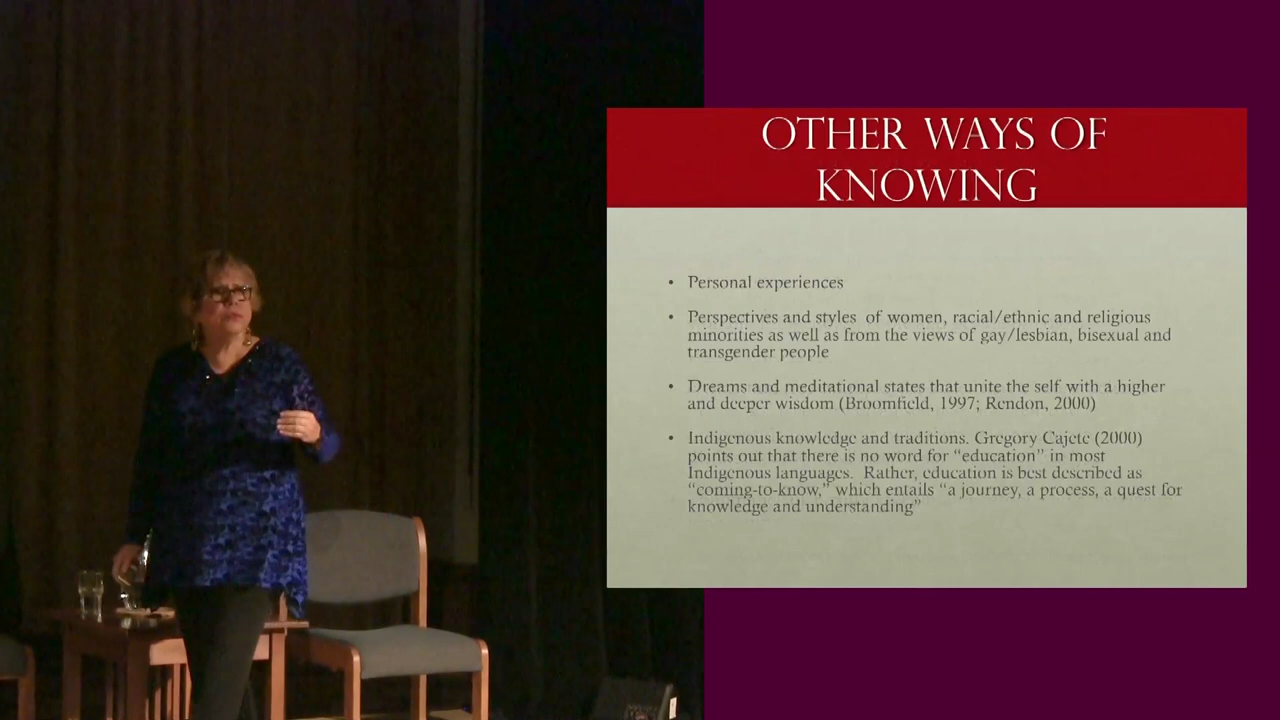 OTHER WAYS OF
KNOWING
• Personal experiences
• Perspectives and styles of women, racial/ethnic and religious
minorities as well as from the views of gay/lesbian, bisexual and
transgender people
• Dreams and meditational states that unite the self with a higher
and deeper wisdom (Broomfield, 1997; Rendon, 2000)
• Indigenous knowledge and traditions. Gregory Cajete (2000)
points out that there is no word for “education” in most
Indigenous languages. Rather, education is best described as
“coming-to-know,” which entails “a journey, a process, a quest for
knowledge and understanding”